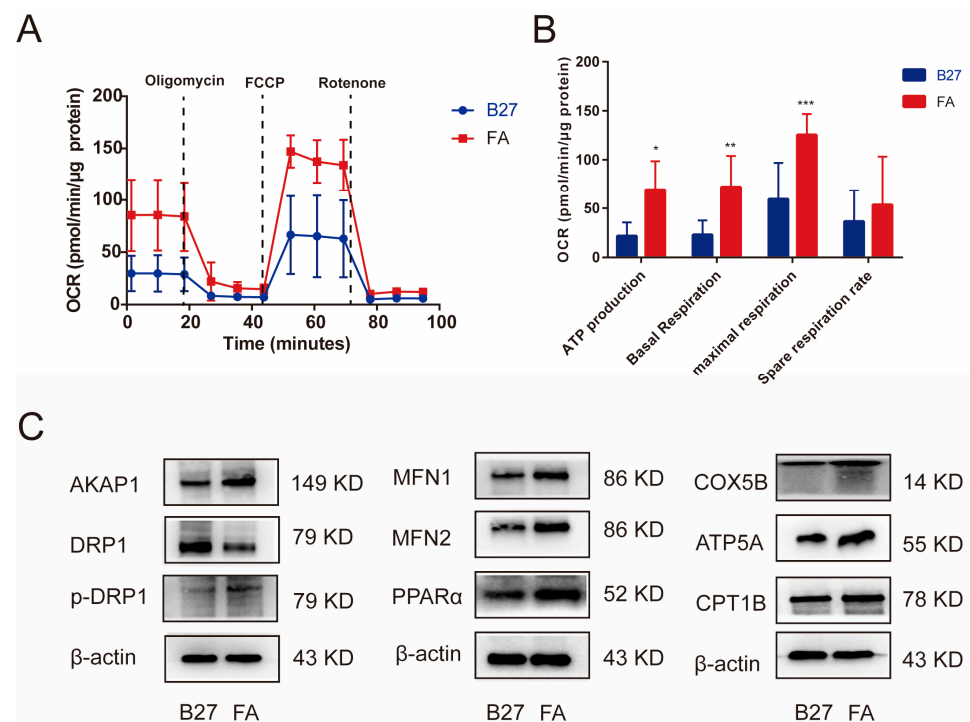 A
Oligomycin FCCP Rotenone
OCR (pmol/min/μg protein)
200
150
100
50
0
0 20 40 60 80 100
Time (minutes)
B27
FA
B
OCR (pmol/min/μg protein)
200
150
100
50
0
* ** ***
ATP production
Basal Respiration
maximal respiration
Spare respiration rate
B27
FA
C
AKAP1 149 KD
DRP1 79 KD
p-DRP1 79 KD
β-actin 43 KD
B27 FA
MFN1 86 KD
MFN2 86 KD
PPARα 52 KD
β-actin 43 KD
B27 FA
COX5B 14 KD
ATP5A 55 KD
CPT1B 78 KD
β-actin 43 KD
B27 FA